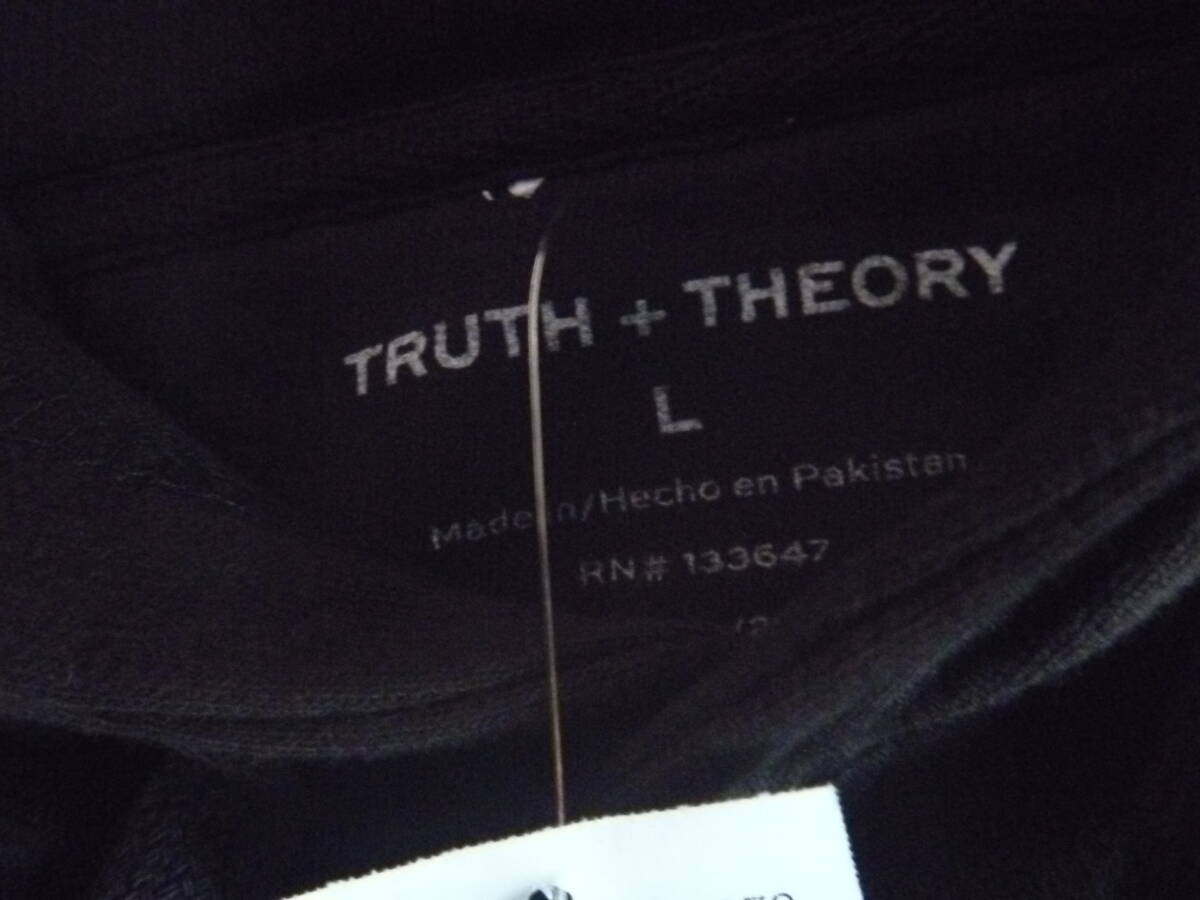 TRUTH + THEORY
L
Made in/Hecho en Pakistan
RN# 133647